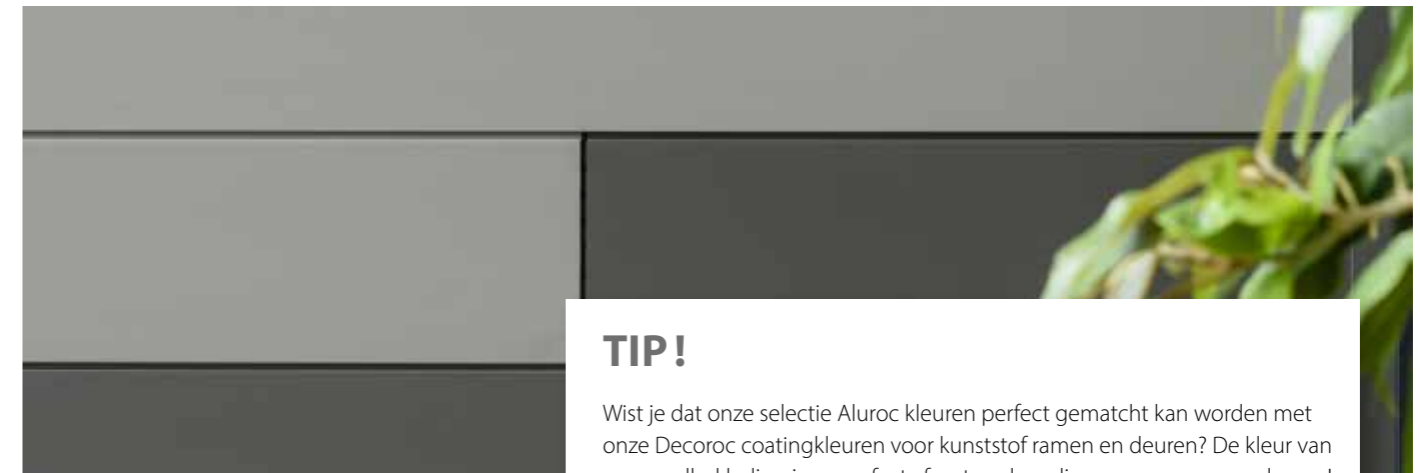 TIP!
Wist je dat onze selectie Aluroc kleuren perfect gematcht kan worden met
onze Decoroc coatingkleuren voor kunststof ramen en deuren? De kleur van